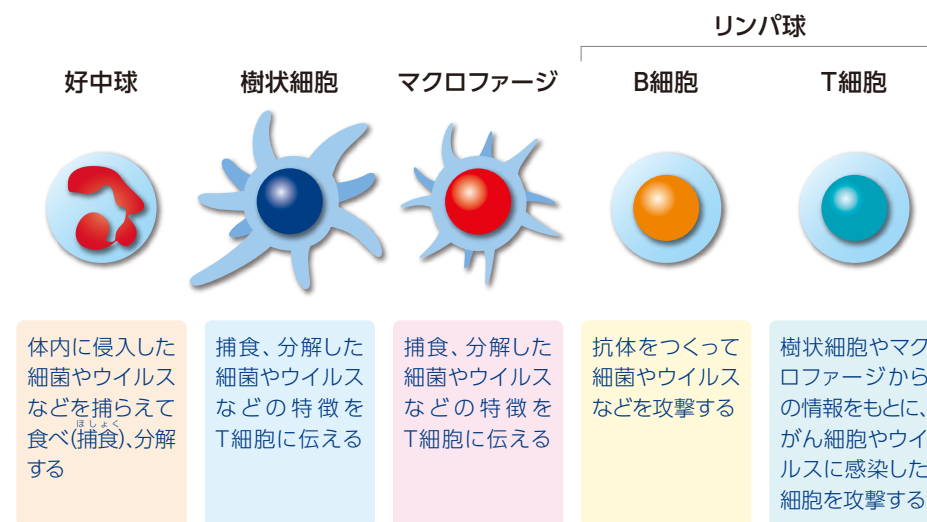 リンパ球
好中球
樹状細胞
マクロファージ
B細胞
T細胞
体内に侵入した
細菌やウイルス
などを捕らえて
ほしょく
食べ(捕食)、分解
する
捕食、分解した
細菌やウイルス
などの特徴を
T細胞に伝える
捕食、分解した
細菌やウイルス
などの特徴を
T細胞に伝える
抗体をつくって
細菌やウイルス
などを攻撃する
樹状細胞やマク
ロファージから
の情報をもとに、
がん細胞やウイ
ルスに感染した
細胞を攻撃する